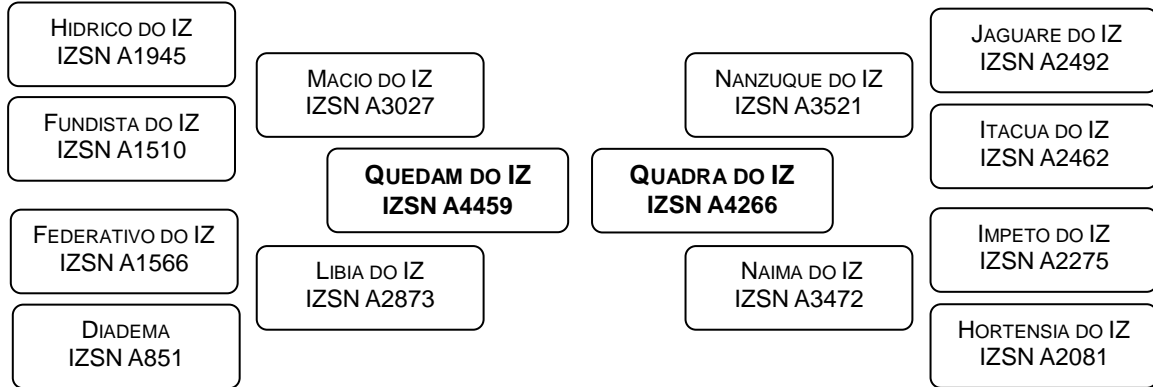 HIDRICO DO IZ
IZSN A1945
FUNDISTA DO IZ
IZSN A1510
FEDERATIVO DO IZ
IZSN A1566
DIADEMA
IZSN A851
MACIO DO IZ
IZSN A3027
LIBIA DO IZ
IZSN A2873
QUEDAM DO IZ
IZSN A4459
QUADRA DO IZ
IZSN A4266
NANZUQUE DO IZ
IZSN A3521
NAIMA DO IZ
IZSN A3472
JAGUARE DO IZ
IZSN A2492
ITACUA DO IZ
IZSN A2462
IMPETO DO IZ
IZSN A2275
HORTENSIA DO IZ
IZSN A2081